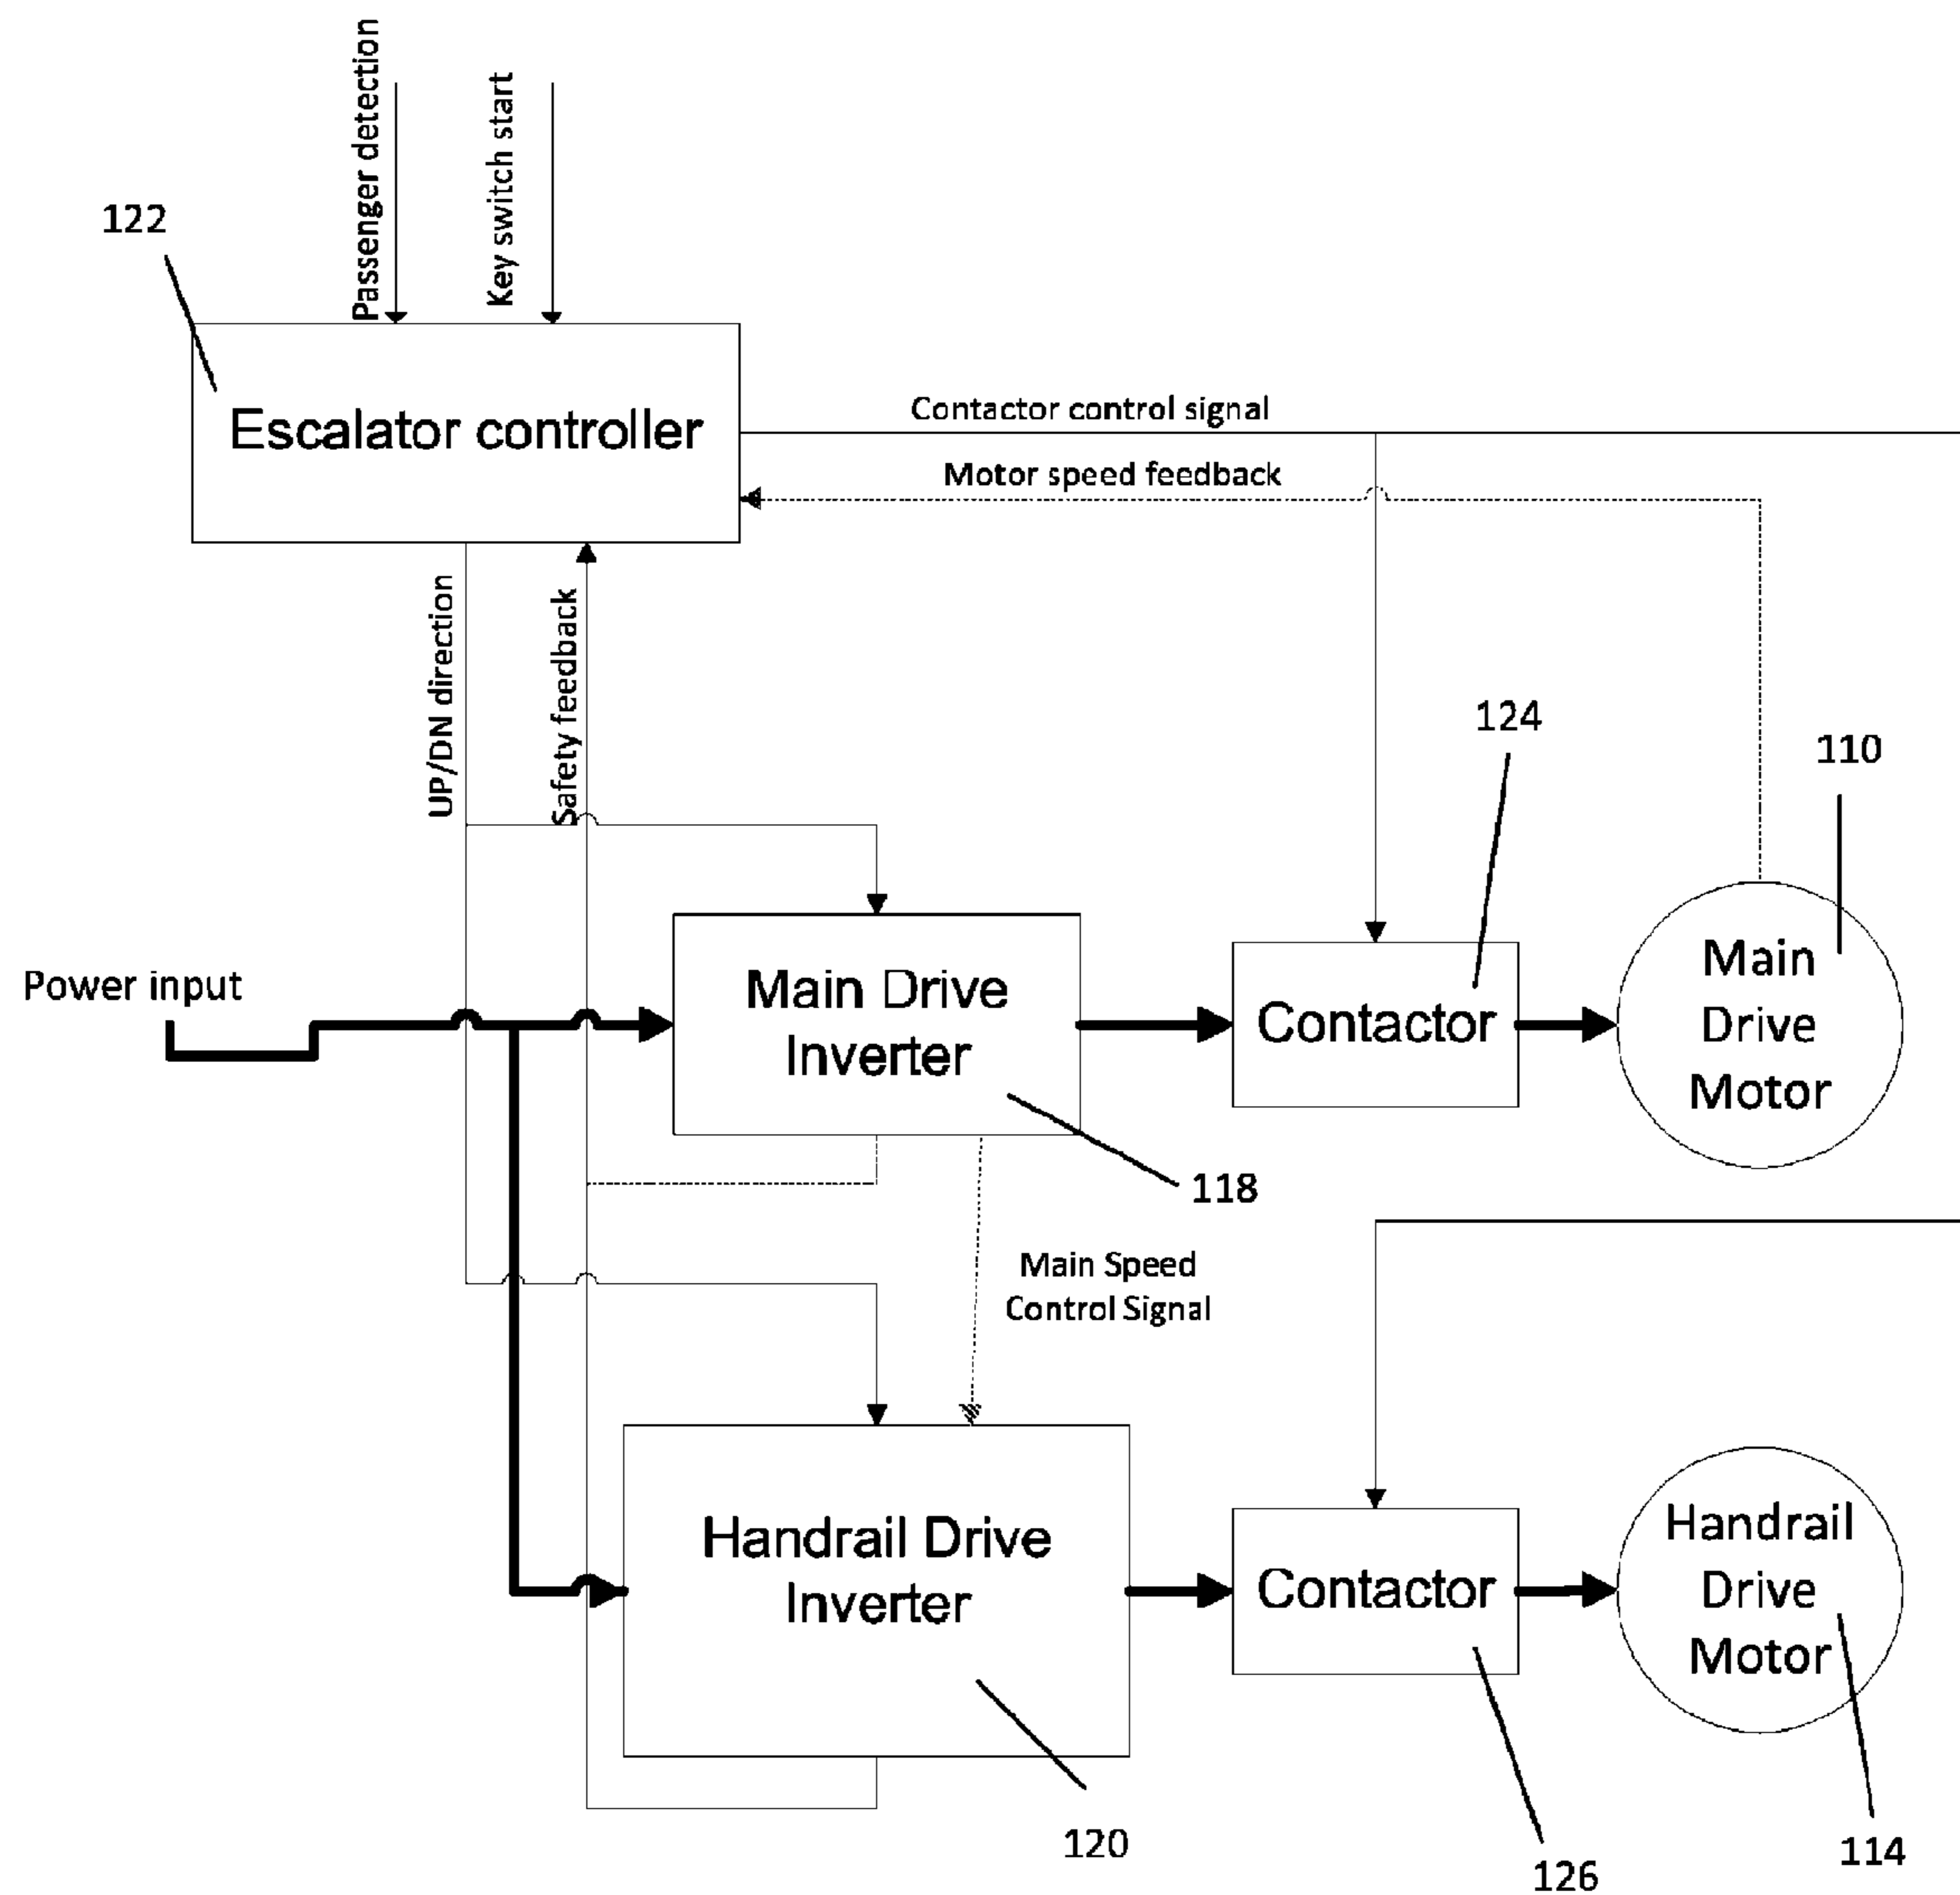 Passenger detection
Key switch start
122
Escalator controller
Contactor control signal
Motor speed feedback
UP/DN direction
Safety feedback
124
110
Power input
Main Drive
Inverter
Contactor
Main
Drive
Motor
118
Main Speed
Control Signal
Handrail Drive
Inverter
Contactor
Handrail
Drive
Motor
120
126
114